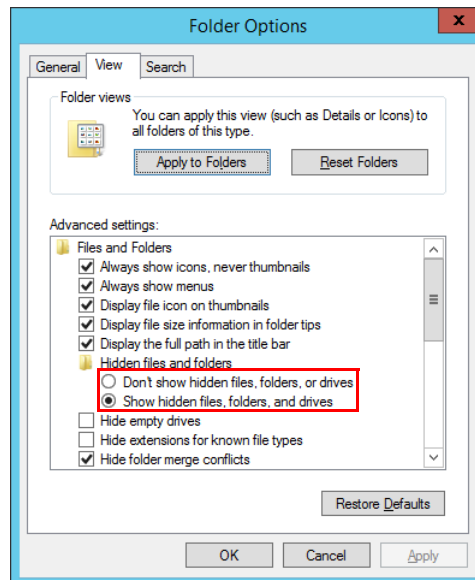 Folder Options
x
General View Search
Folder views
You can apply this view (such as Details or Icons) to
all folders of this type.
Apply to Folders Reset Folders
Advanced settings:
Files and Folders
Always show icons, never thumbnails
Always show menus
Display file icon on thumbnails
Display file size information in folder tips
Display the full path in the title bar
Hidden files and folders
Don't show hidden files, folders, or drives
Show hidden files, folders, and drives
Hide empty drives
Hide extensions for known file types
Hide folder merge conflicts
Restore Defaults
OK Cancel Apply